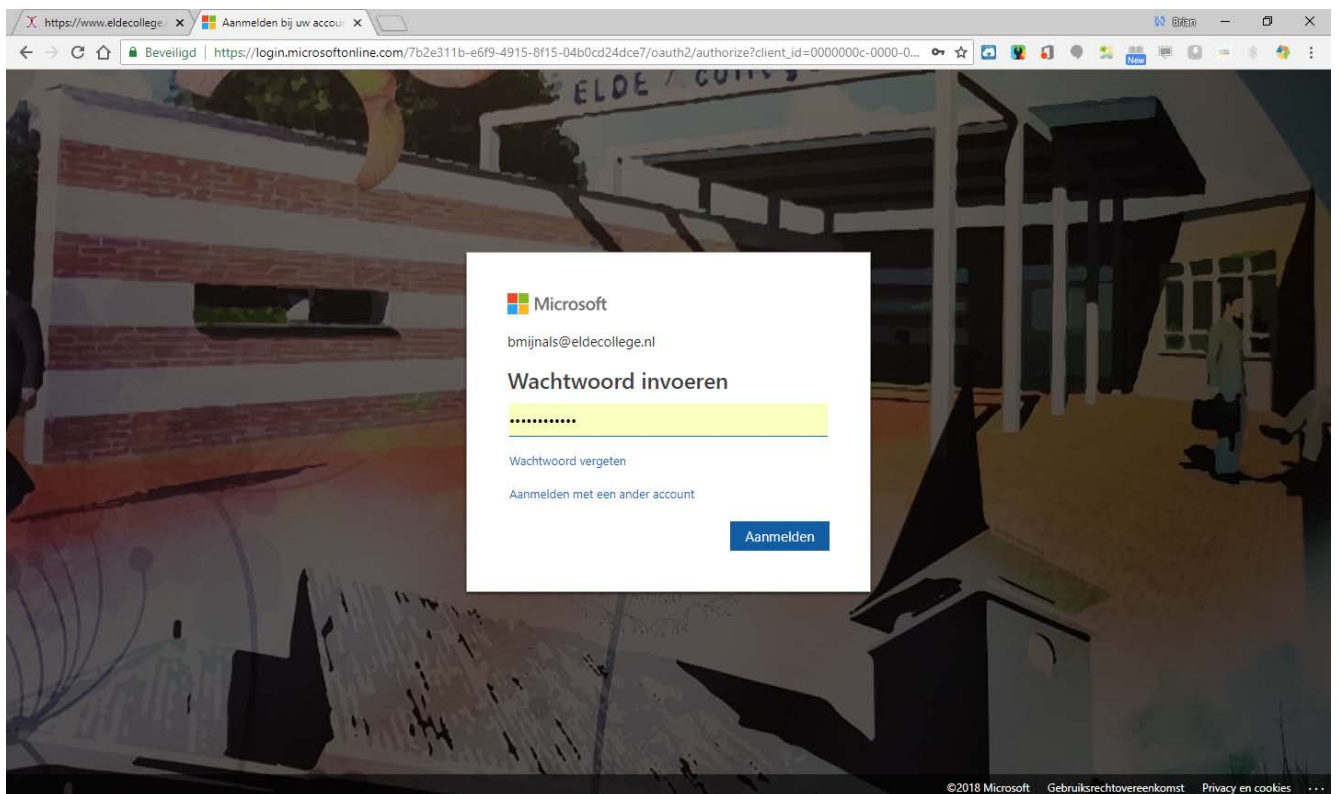 https://www.eldecollege.
Aanmelden bij uw accou
Brian
Beveiligd
https://login.microsoftonline.com/7b2e311b-e6f9-4915-8f15-04b0cd24dce7/oauth2/authorize?client_id=0000000c-0000-0...
New
ELDE / COLLEGE
Microsoft
bmijnals@eldecollege.nl
Wachtwoord invoeren
••••••••••••
Wachtwoord vergeten
Aanmelden met een ander account
Aanmelden
©2018 Microsoft Gebruiksrechtovereenkomst Privacy en cookies ...